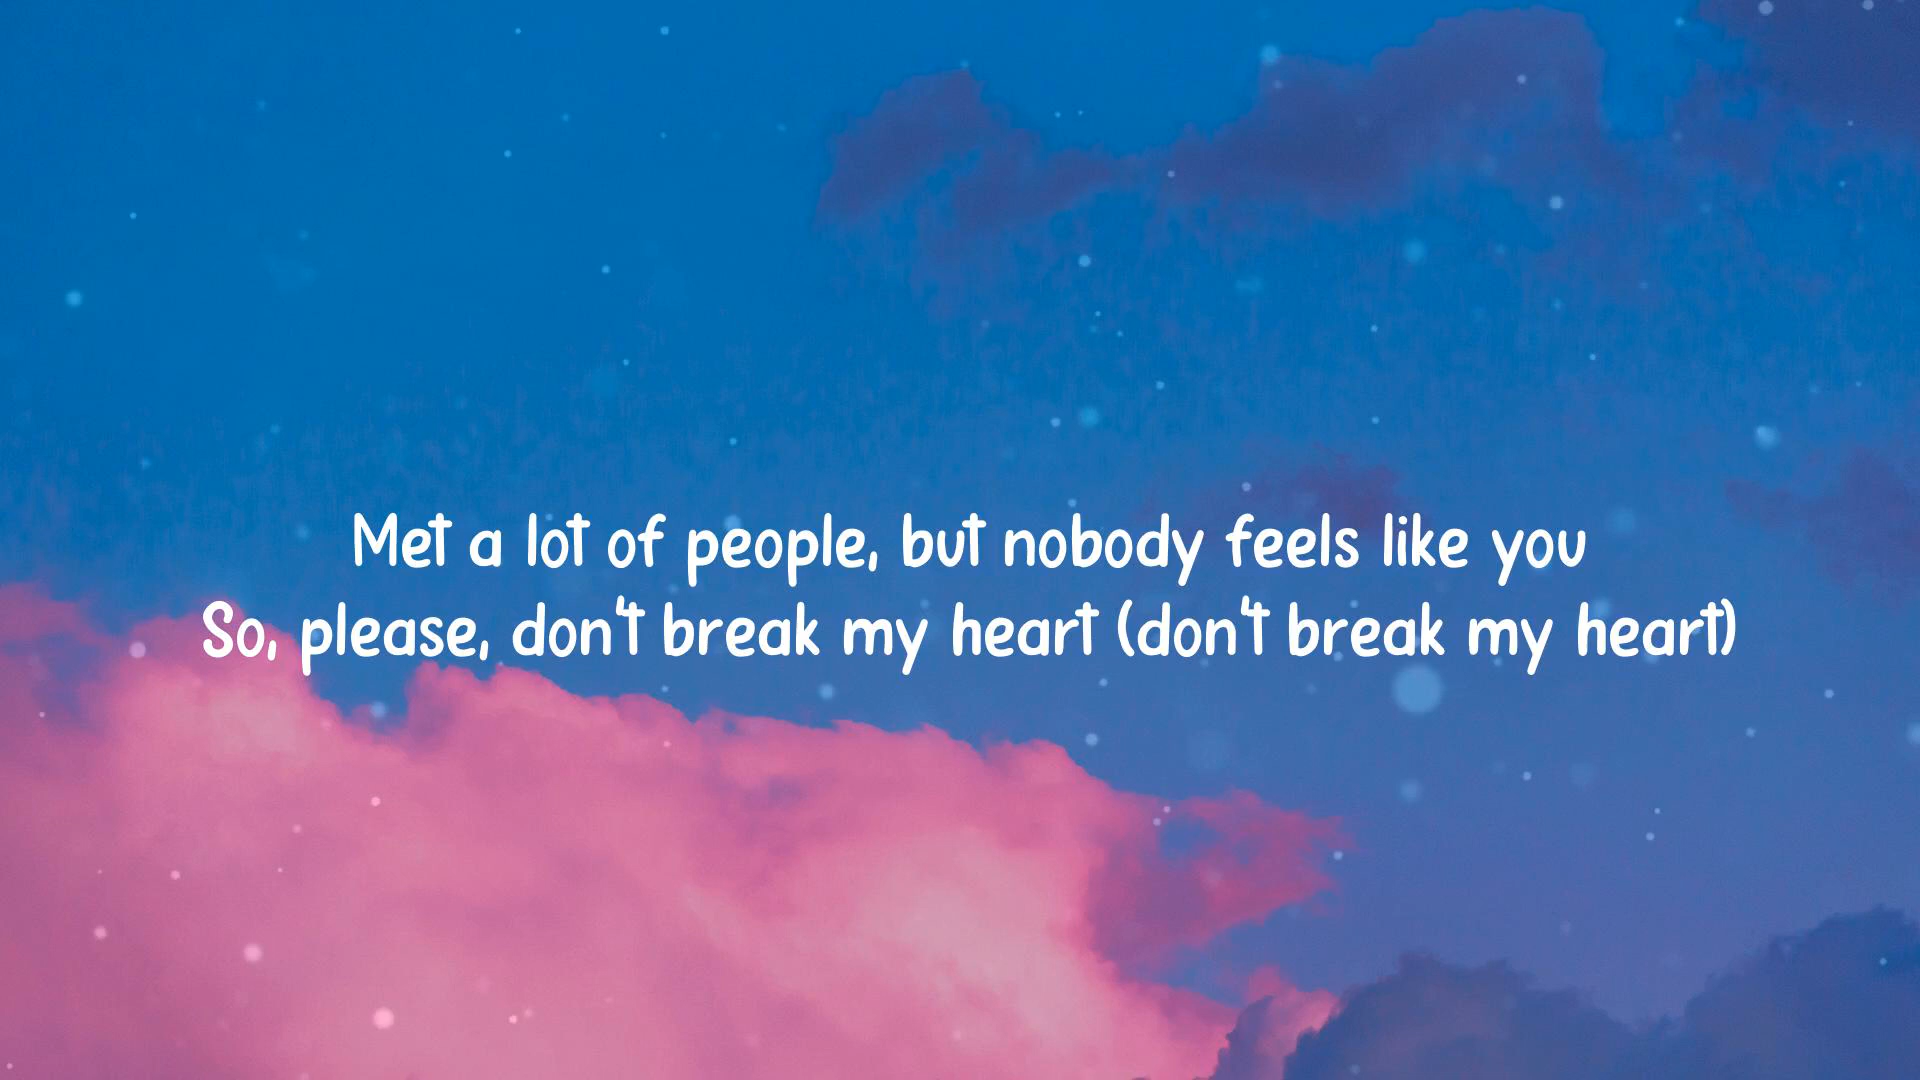 Met a lot of people, but nobody feels like you
So, please, don't break my heart (don't break my heart)